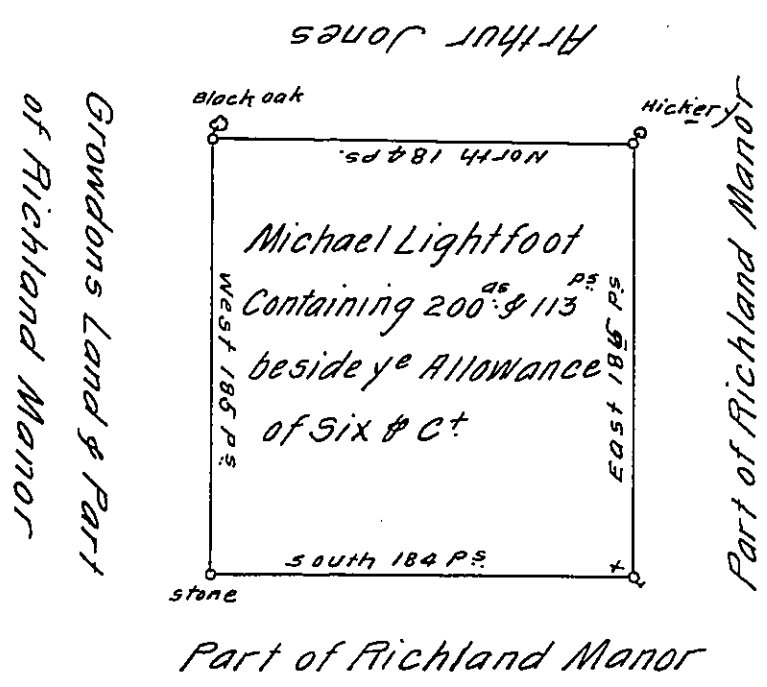 Arthur Jones
Black oak
Hickery
North 184 ps.
Growdons Land & Part
of Richland Manor
West 185 Ps.
Michael Lightfoot
Containing 200 as: & 113 ps:
beside ye Allowance
of Six ⅌ Ct.
East 185 Ps
Part of Richland Manor
South 184 Ps.
stone
Part of Richland Manor